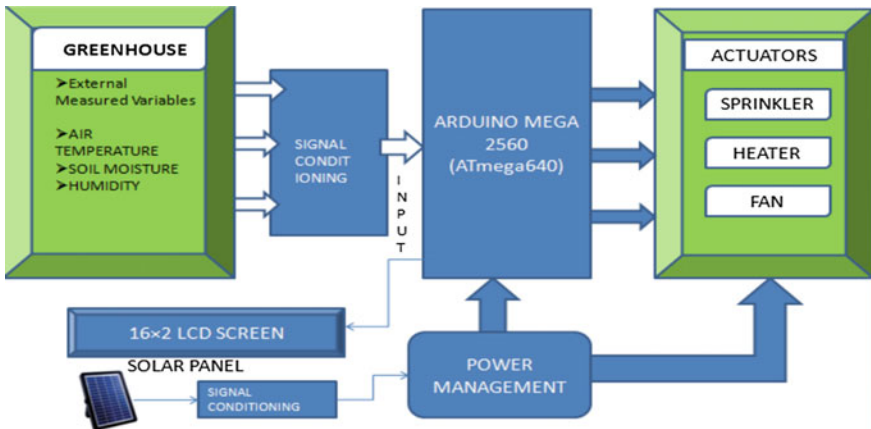 GREENHOUSE
➤External
Measured Variables
➤AIR
TEMPERATURE
➤SOIL MOISTURE
➤HUMIDITY
SIGNAL
CONDIT
IONING
I
N
P
U
T
ARDUINO MEGA
2560
(ATmega640)
ACTUATORS
SPRINKLER
HEATER
FAN
16×2 LCD SCREEN
SOLAR PANEL
SIGNAL
CONDITIONING
POWER
MANAGEMENT